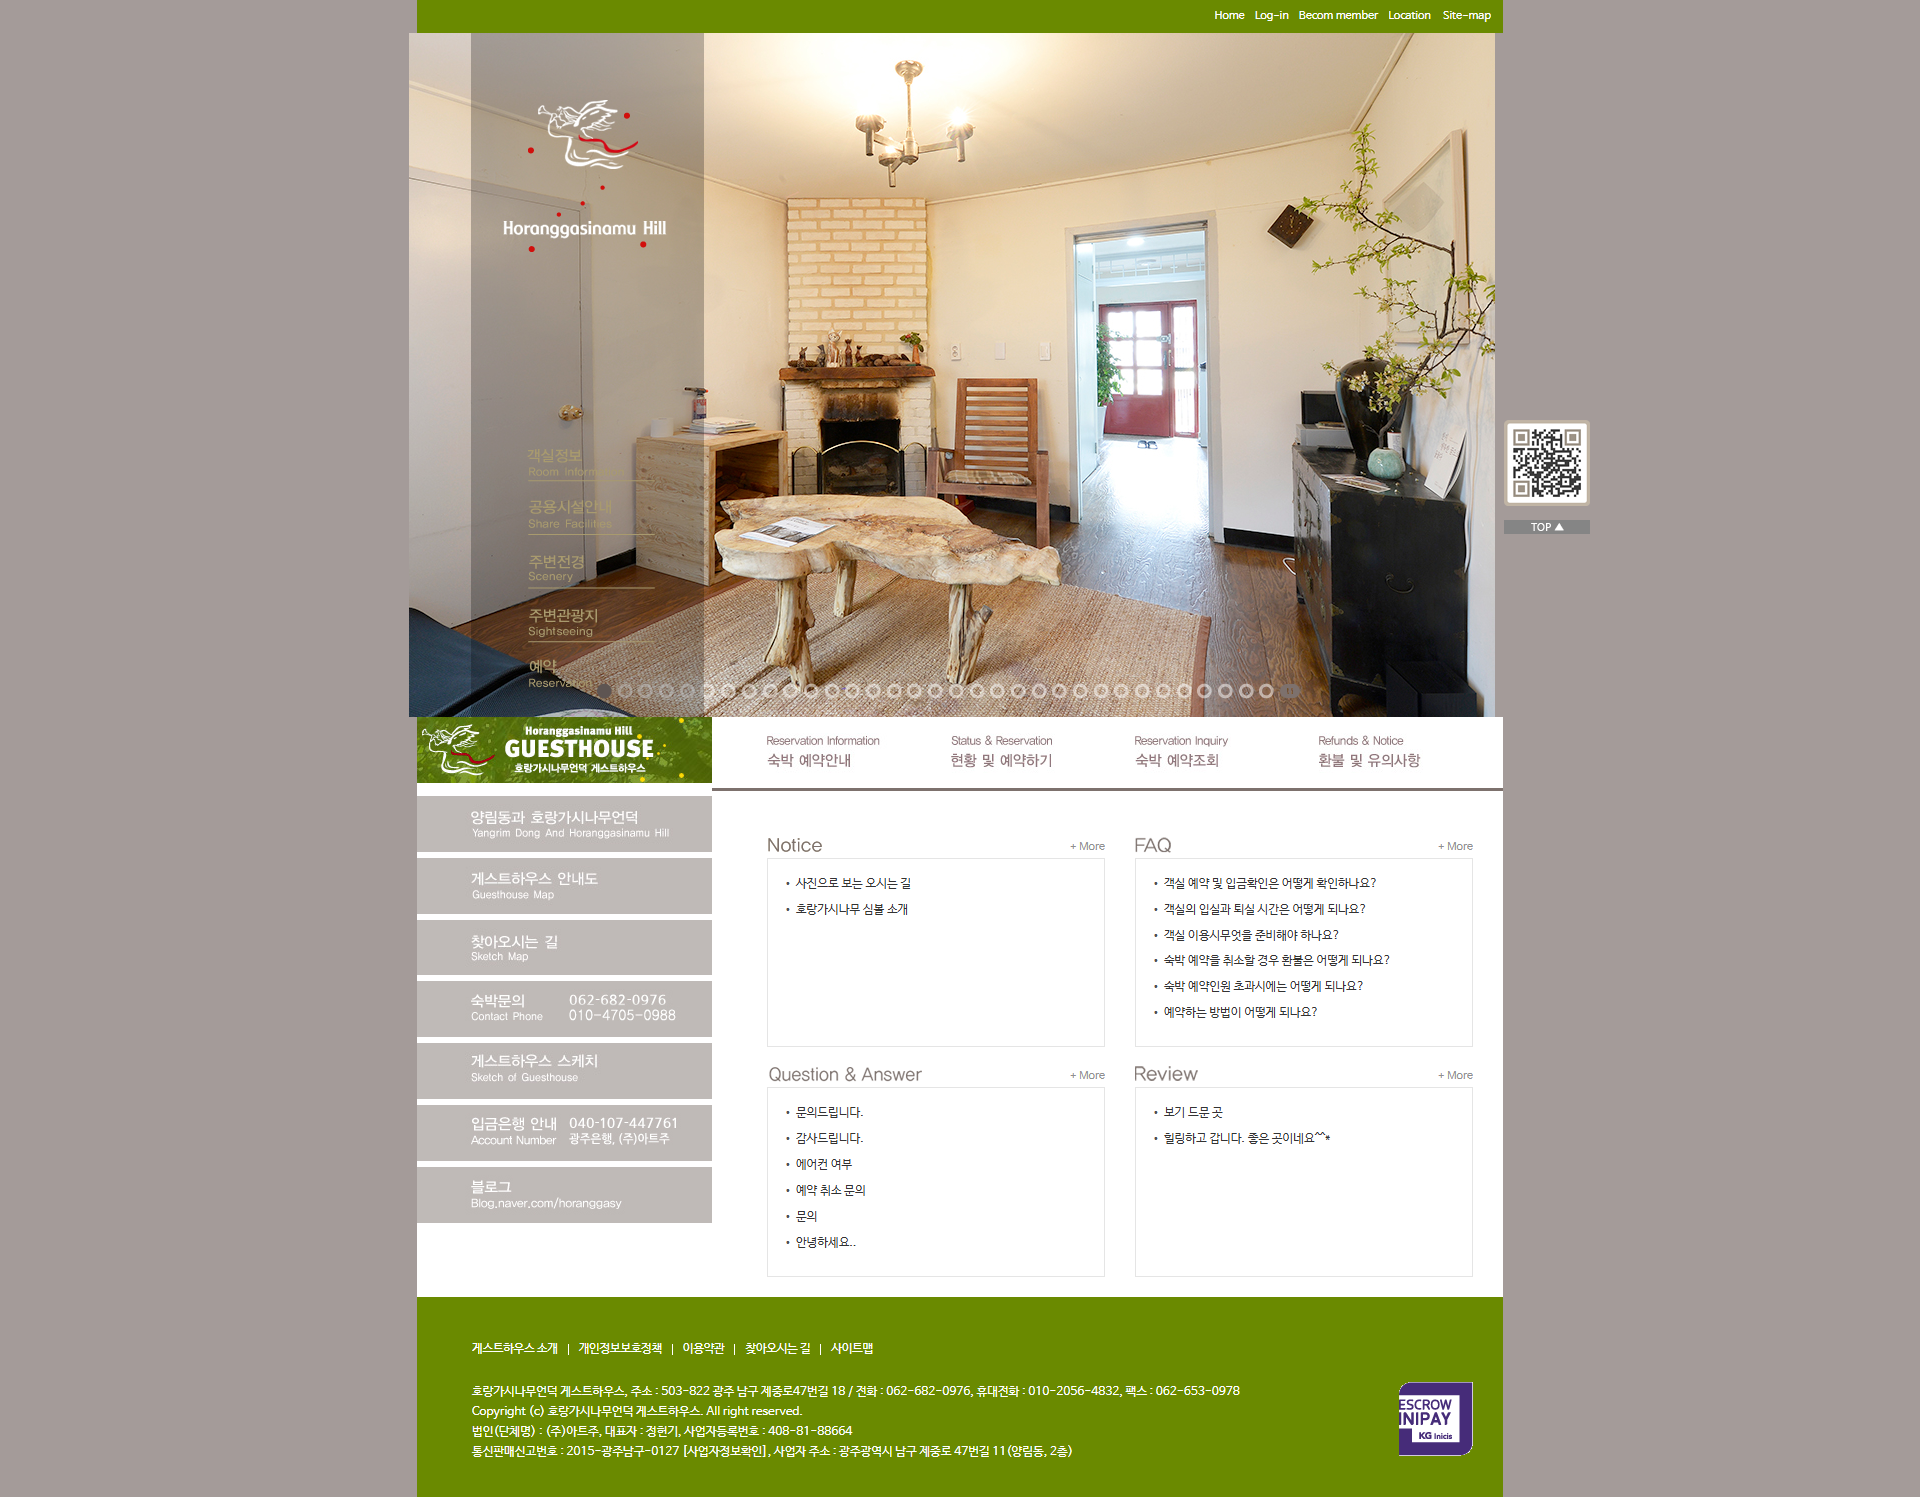 Home Log-in Becom member Location Site-map
Horanggasinamu Hill
객실정보
Room Information
공용시설안내
Share Facilities
주변전경
Scenery
주변관광지
Sightseeing
예약
Reservation
TOP ▲
Horanggasinamu Hill
GUESTHOUSE
호랑가시나무언덕 게스트하우스
Reservation Information
숙박 예약안내
Status & Reservation
현황 및 예약하기
Reservation Inquiry
숙박 예약조회
Refunds & Notice
환불 및 유의사항
양림동과 호랑가시나무언덕
Yangrim Dong And Horanggasinamu Hill
게스트하우스 안내도
Guesthouse Map
찾아오시는 길
Sketch Map
숙박문의 062-682-0976
Contact Phone 010-4705-0988
게스트하우스 스케치
Sketch of Guesthouse
입금은행 안내 040-107-447761
Account Number 광주은행, (주)아트주
블로그
Blog.naver.com/horanggasy
Notice + More
• 사진으로 보는 오시는 길
• 호랑가시나무 심볼 소개
FAQ + More
• 객실 예약 및 입금확인은 어떻게 확인하나요?
• 객실의 입실과 퇴실 시간은 어떻게 되나요?
• 객실 이용시무엇을 준비해야 하나요?
• 숙박 예약을 취소할 경우 환불은 어떻게 되나요?
• 숙박 예약인원 초과시에는 어떻게 되나요?
• 예약하는 방법이 어떻게 되나요?
Question & Answer + More
• 문의드립니다.
• 감사드립니다.
• 에어컨 여부
• 예약 취소 문의
• 문의
• 안녕하세요..
Review + More
• 보기 드문 곳
• 힐링하고 갑니다. 좋은 곳이네요^^*
게스트하우스 소개 | 개인정보보호정책 | 이용약관 | 찾아오시는 길 | 사이트맵
호랑가시나무언덕 게스트하우스, 주소 : 503-822 광주 남구 제중로47번길 18 / 전화 : 062-682-0976, 휴대전화 : 010-2056-4832, 팩스 : 062-653-0978
Copyright (c) 호랑가시나무언덕 게스트하우스. All right reserved.
법인(단체명) : (주)아트주, 대표자 : 정헌기, 사업자등록번호 : 408-81-88664
통신판매신고번호 : 2015-광주남구-0127 [사업자정보확인], 사업자 주소 : 광주광역시 남구 제중로 47번길 11(양림동, 2층)
ESCROW
INIPAY
KG Inicis